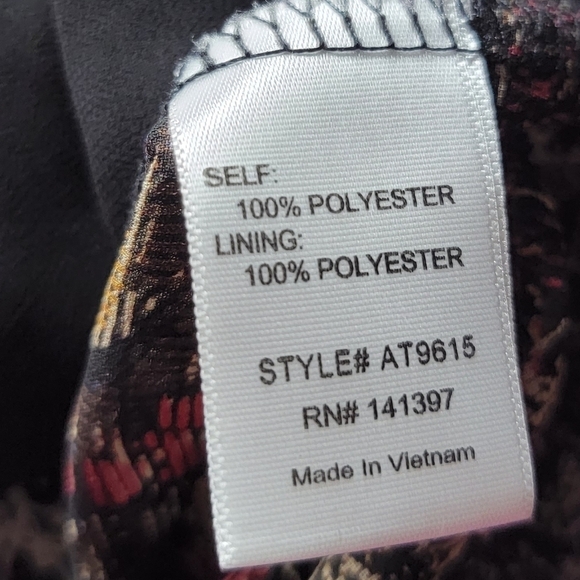 SELF:
100% POLYESTER
LINING:
100% POLYESTER
STYLE# AT9615
RN# 141397
Made In Vietnam